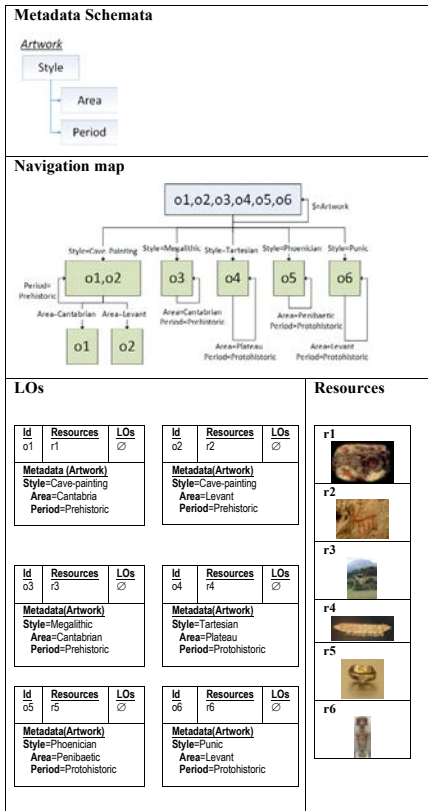 Metadata Schemata
Artwork
Style
Area
Period
Navigation map
o1,o2,o3,o4,o5,o6
S=Artwork
Style=Cave-Painting Style=Megalithic Style=Tartesian Style=Phoenician Style=Punic
o1,o2 o3 o4 o5 o6
Period=
Prehistoric
Area=Cantabrian Area=Levant
Area=Cantabrian
Period=Prehistoric
Area=Penibaetic
Period=Protohistoric
o1 o2
Area=Plateau
Period=Protohistoric
Area=Levant
Period=Protohistoric
LOs
Id Resources LOs
o1 r1 ∅
Metadata (Artwork)
Style=Cave-painting
Area=Cantabria
Period=Prehistoric
Id Resources LOs
o2 r2 ∅
Metadata(Artwork)
Style=Cave-painting
Area=Levant
Period=Prehistoric
Id Resources LOs
o3 r3 ∅
Metadata(Artwork)
Style=Megalithic
Area=Cantabrian
Period=Prehistoric
Id Resources LOs
o4 r4 ∅
Metadata(Artwork)
Style=Tartesian
Area=Plateau
Period=Protohistoric
Id Resources LOs
o5 r5 ∅
Metadata(Artwork)
Style=Phoenician
Area=Penibaetic
Period=Protohistoric
Id Resources LOs
o6 r6 ∅
Metadata(Artwork)
Style=Punic
Area=Levant
Period=Protohistoric
Resources
r1
r2
r3
r4
r5
r6